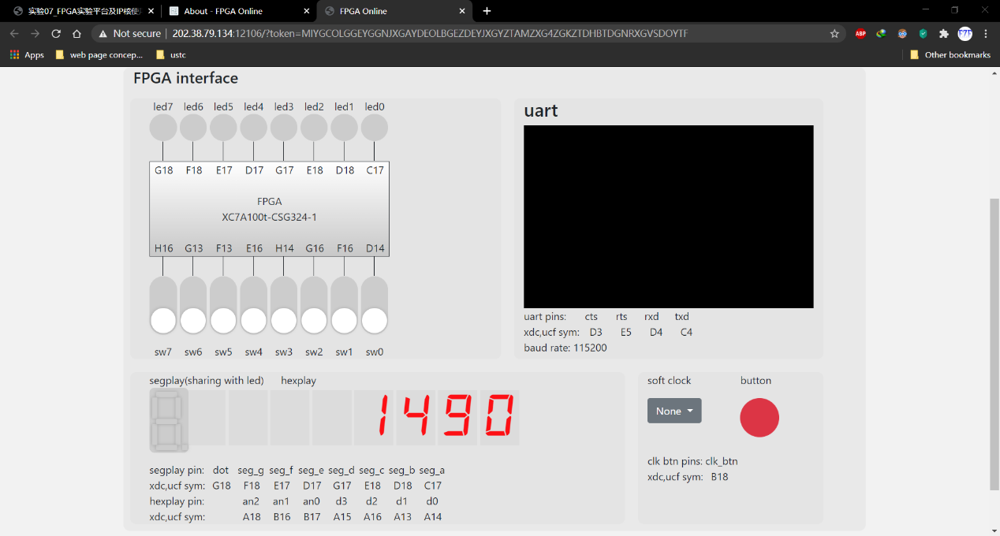 实验07_FPGA实验平台及IP核使 About - FPGA Online FPGA Online
Not secure 202.38.79.134:12106/?token=MIYGCOLGGEYGGNJXGAYDEOLBGEZDEYJXGYZTAMZXG4ZGKZTDHBTDGNRXGVSDOYTF ABP
Apps web page concep... ustc Other bookmarks
FPGA interface
led7 led6 led5 led4 led3 led2 led1 led0
G18 F18 E17 D17 G17 E18 D18 C17
FPGA
XC7A100t-CSG324-1
H16 G13 F13 E16 H14 G16 F16 D14
sw7 sw6 sw5 sw4 sw3 sw2 sw1 sw0
uart
uart pins: cts rts rxd txd
xdc,ucf sym: D3 E5 D4 C4
baud rate: 115200
segplay(sharing with led) hexplay
1490
segplay pin: dot seg_g seg_f seg_e seg_d seg_c seg_b seg_a
xdc,ucf sym: G18 F18 E17 D17 G17 E18 D18 C17
hexplay pin: an2 an1 an0 d3 d2 d1 d0
xdc,ucf sym: A18 B16 B17 A15 A16 A13 A14
soft clock button
None
clk btn pins: clk_btn
xdc,ucf sym: B18